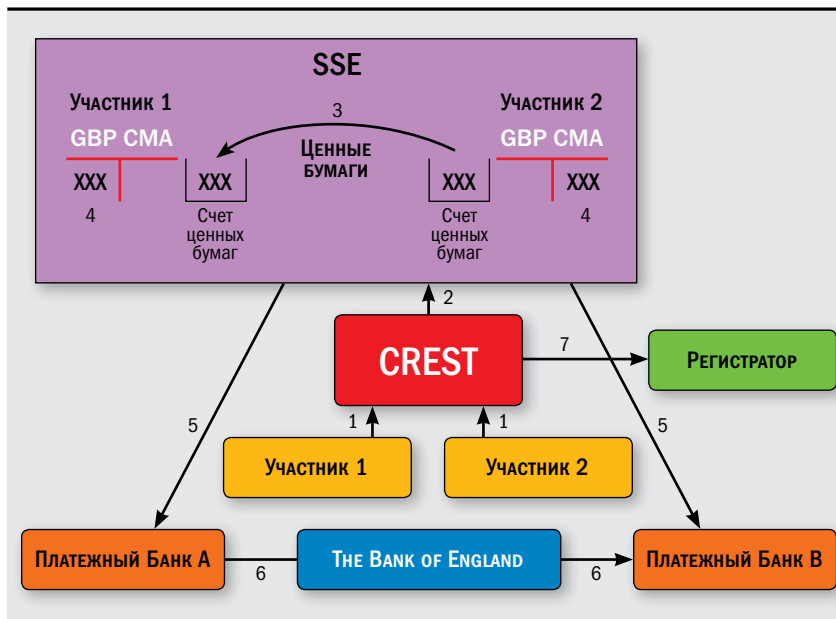 SSE
Участник 1
Участник 2
GBP CMA
3
GBP CMA
Ценные
бумаги
XXX
XXX
XXX
XXX
4
Счет
ценных
бумаг
Счет
ценных
бумаг
4
2
CREST
7
Регистратор
5
1
1
5
Участник 1
Участник 2
Платежный Банк А
6
The Bank of England
6
Платежный Банк В